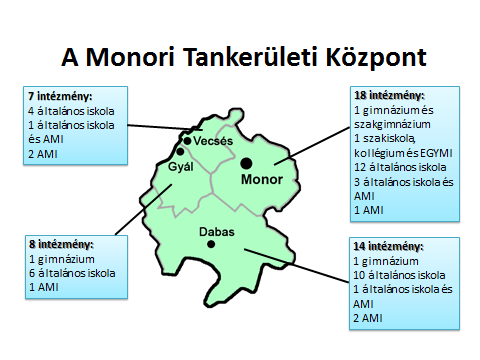 A Monori Tankerületi Központ
7 intézmény:
4 általános iskola
1 általános iskola
és AMI
2 AMI
18 intézmény:
1 gimnázium és
szakgimnázium
1 szakiskola,
kollégium és EGYMI
12 általános iskola
3 általános iskola és
AMI
1 AMI
Vecsés
Gyál
Monor
Dabas
8 intézmény:
1 gimnázium
6 általános iskola
1 AMI
14 intézmény:
1 gimnázium
10 általános iskola
1 általános iskola és
AMI
2 AMI